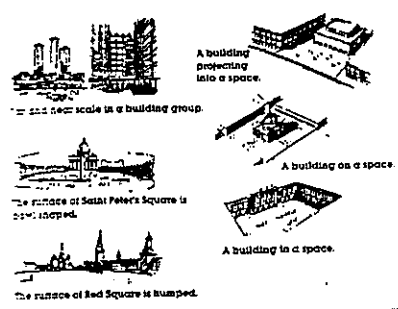 and near scale in a building group.
The surface of Saint Peter's Square is
bowl shaped.
The surface of Red Square is humped.
A building
projecting
into a space.
A building on a space.
A building in a space.